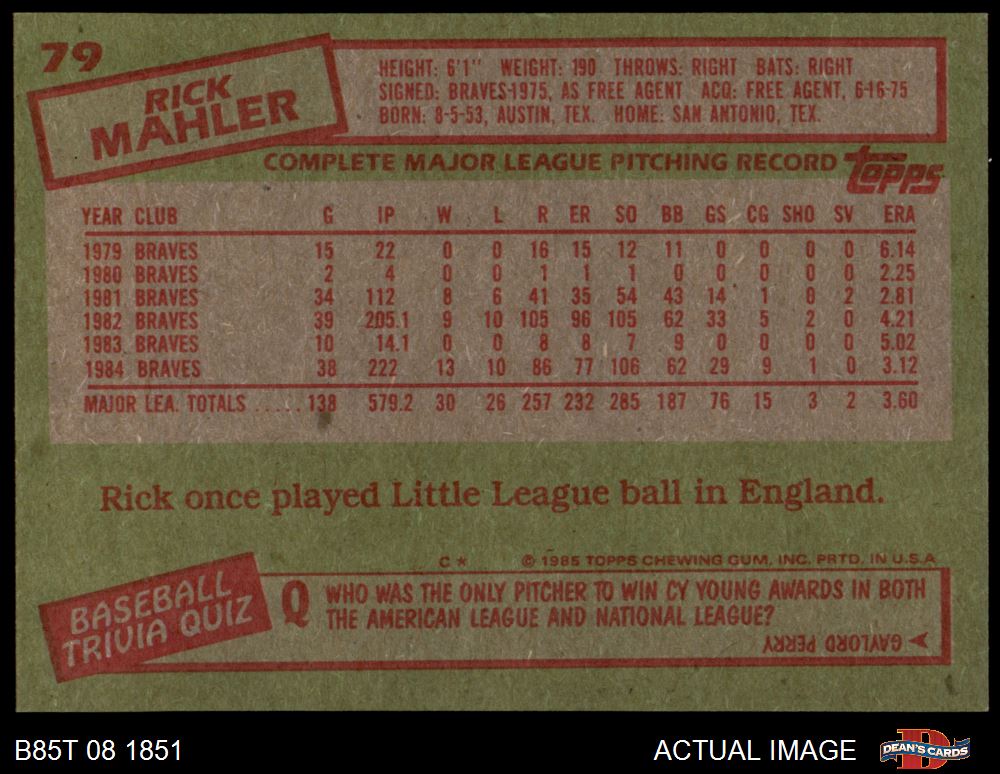 79
RICK
MAHLER
HEIGHT: 6'1" WEIGHT: 190 THROWS: RIGHT BATS: RIGHT
SIGNED: BRAVES-1975, AS FREE AGENT ACQ: FREE AGENT, 6-16-75
BORN: 8-5-53, AUSTIN, TEX. HOME: SAN ANTONIO, TEX.
COMPLETE MAJOR LEAGUE PITCHING RECORD topps
YEAR CLUB G IP W L R ER SO BB GS CG SHO SV ERA
1979 BRAVES 15 22 0 0 16 15 12 11 0 0 0 0 6.14
1980 BRAVES 2 4 0 0 1 1 1 0 0 0 0 0 2.25
1981 BRAVES 34 112 8 6 41 35 54 43 14 1 0 2 2.81
1982 BRAVES 39 205.1 9 10 105 96 105 62 33 5 2 0 4.21
1983 BRAVES 10 14.1 0 0 8 8 7 9 0 0 0 0 5.02
1984 BRAVES 38 222 13 10 86 77 106 62 29 9 1 0 3.12
MAJOR LEA. TOTALS ..... 138 579.2 30 26 257 232 285 187 76 15 3 2 3.60
Rick once played Little League ball in England.
C* © 1985 TOPPS CHEWING GUM, INC. PRTD. IN U.S.A
BASEBALL
TRIVIA QUIZ
Q WHO WAS THE ONLY PITCHER TO WIN CY YOUNG AWARDS IN BOTH
THE AMERICAN LEAGUE AND NATIONAL LEAGUE?
GAYLORD PERRY
B85T 08 1851 ACTUAL IMAGE DEAN'S CARDS